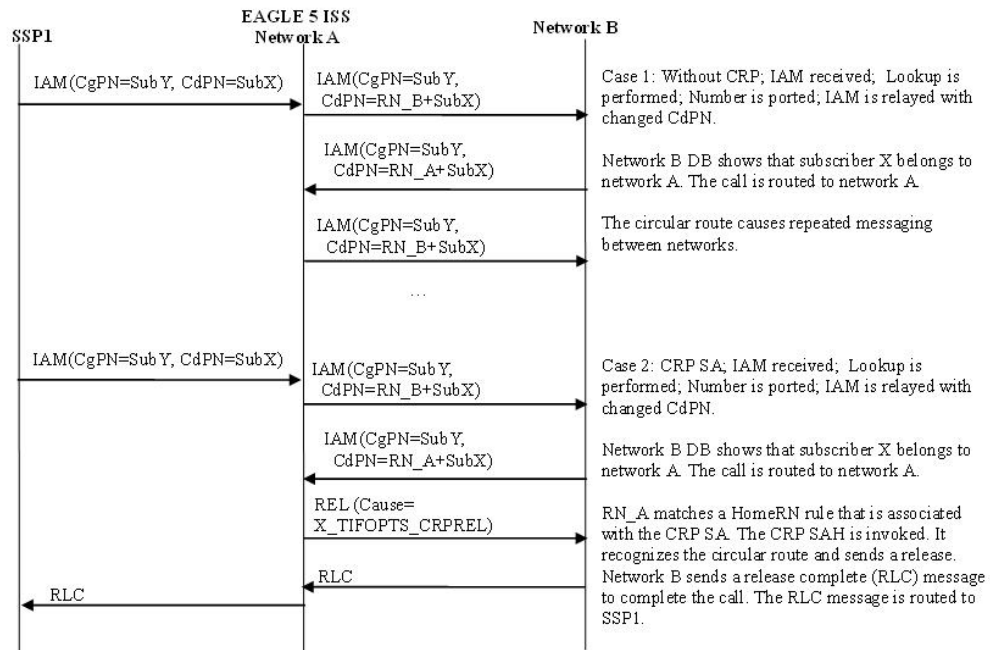 EAGLE 5 ISS
SSP1
Network A
Network B
IAM(CgPN=SubY, CdPN=SubX)
IAM(CgPN=SubY,
CdPN=RN_B+SubX)
Case 1: Without CRP; IAM received; Lookup is
performed; Number is ported; IAM is relayed with
changed CdPN.
IAM(CgPN=SubY,
CdPN=RN_A+SubX)
Network B DB shows that subscriber X belongs to
network A. The call is routed to network A.
IAM(CgPN=SubY,
CdPN=RN_B+SubX)
The circular route causes repeated messaging
between networks.
...
IAM(CgPN=SubY, CdPN=SubX)
IAM(CgPN=SubY,
CdPN=RN_B+SubX)
Case 2: CRP SA; IAM received; Lookup is
performed; Number is ported; IAM is relayed with
changed CdPN.
IAM(CgPN=SubY,
CdPN=RN_A+SubX)
Network B DB shows that subscriber X belongs to
network A. The call is routed to network A.
REL (Cause=
X_TIFOPTS_CRPREL)
RN_A matches a HomeRN rule that is associated
with the CRP SA. The CRP SAH is invoked. It
recognizes the circular route and sends a release.
RLC
RLC
Network B sends a release complete (RLC) message
to complete the call. The RLC message is routed to
SSP1.